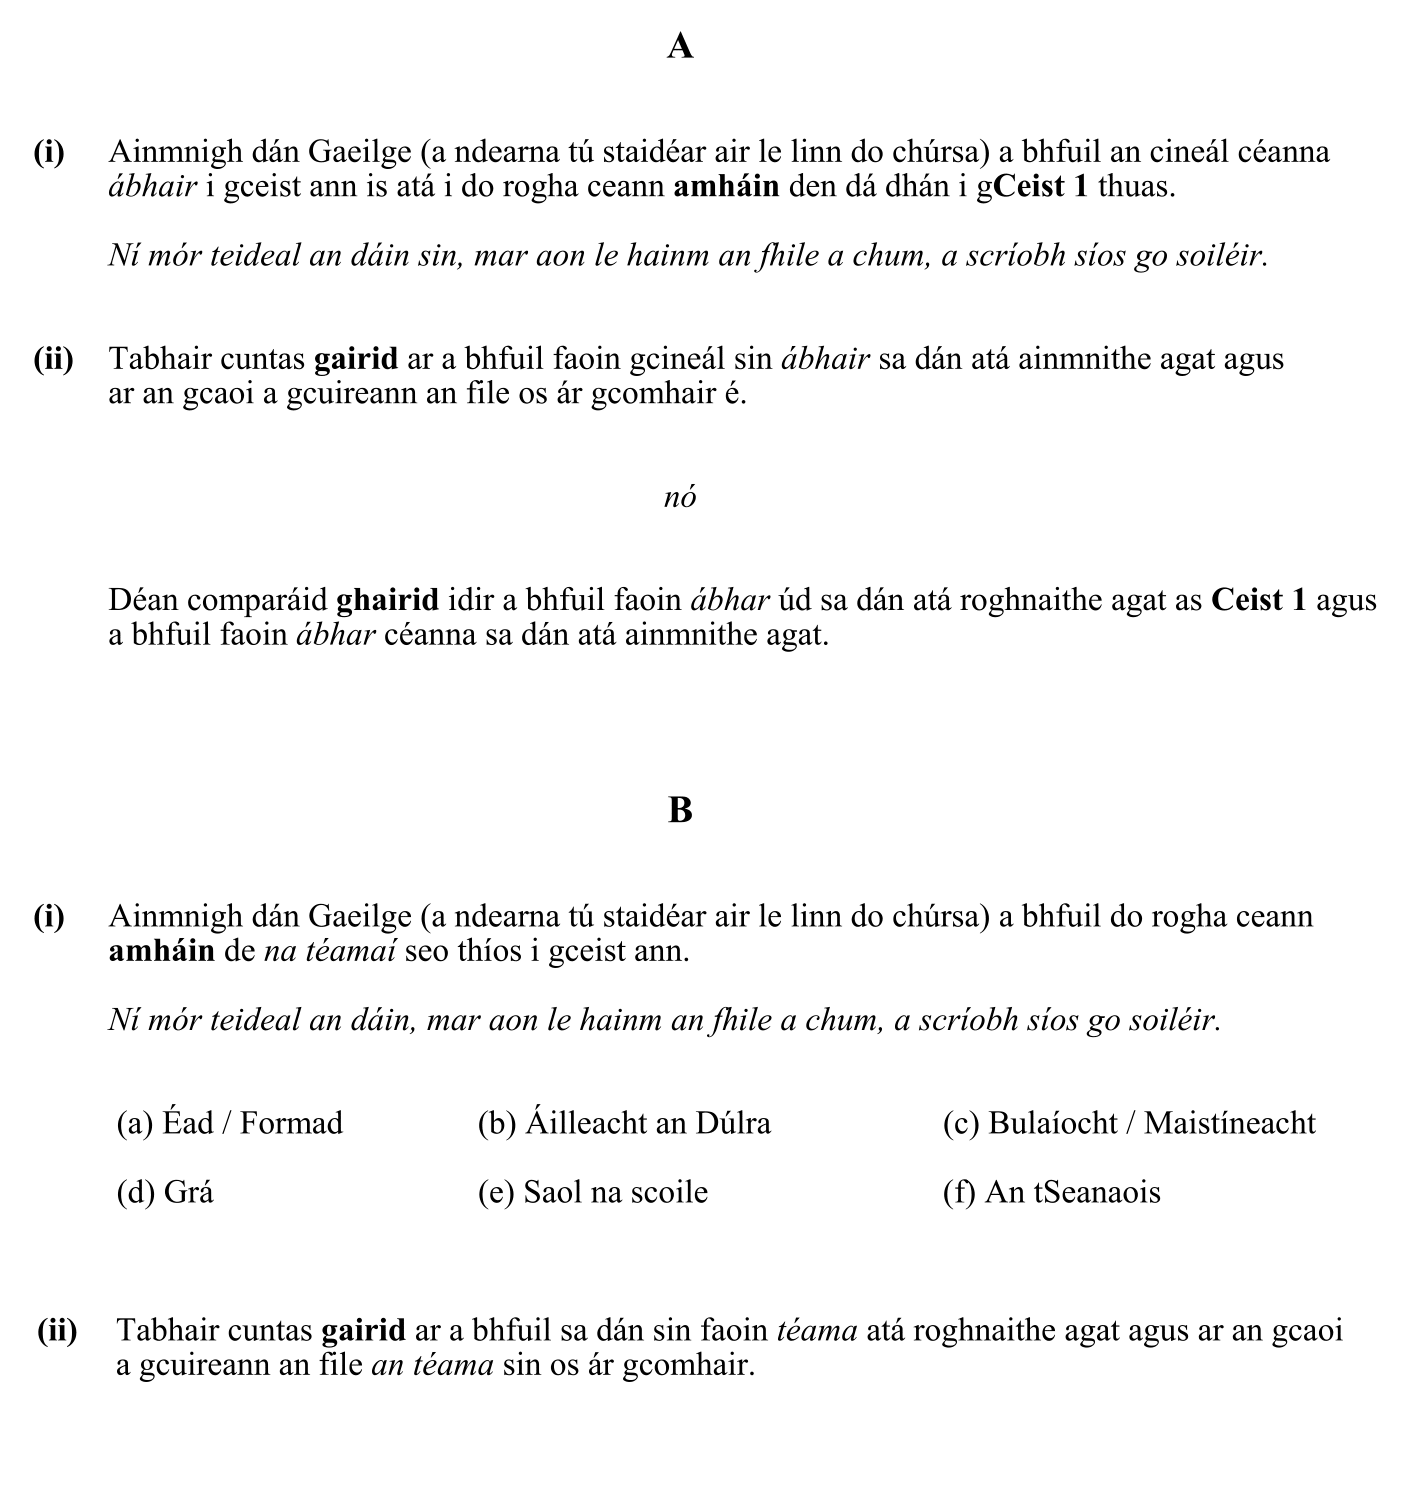 A
(i) Ainmnigh dán Gaeilge (a ndearna tú staidéar air le linn do chúrsa) a bhfuil an cineál céanna
ábhair i gceist ann is atá i do rogha ceann amháin den dá dhán i gCeist 1 thuas.
Ní mór teideal an dáin sin, mar aon le hainm an fhile a chum, a scríobh síos go soiléir.
(ii) Tabhair cuntas gairid ar a bhfuil faoin gcineál sin ábhair sa dán atá ainmnithe agat agus
ar an gcaoi a gcuireann an file os ár gcomhair é.
nó
Déan comparáid ghairid idir a bhfuil faoin ábhar úd sa dán atá roghnaithe agat as Ceist 1 agus
a bhfuil faoin ábhar céanna sa dán atá ainmnithe agat.
B
(i) Ainmnigh dán Gaeilge (a ndearna tú staidéar air le linn do chúrsa) a bhfuil do rogha ceann
amháin de na téamaí seo thíos i gceist ann.
Ní mór teideal an dáin, mar aon le hainm an fhile a chum, a scríobh síos go soiléir.
(a) Éad / Formad (b) Áilleacht an Dúlra (c) Bulaíocht / Maistíneacht
(d) Grá (e) Saol na scoile (f) An tSeanaois
(ii) Tabhair cuntas gairid ar a bhfuil sa dán sin faoin téama atá roghnaithe agat agus ar an gcaoi
a gcuireann an file an téama sin os ár gcomhair.